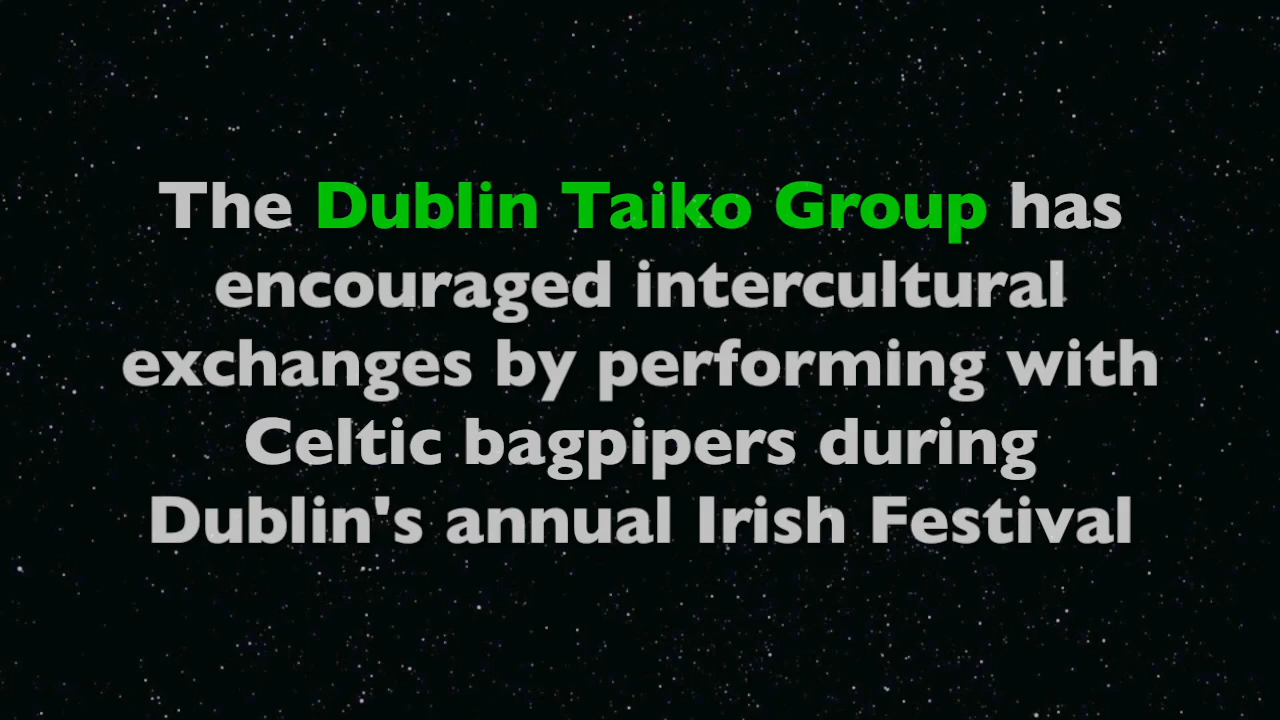 The Dublin Taiko Group has
encouraged intercultural
exchanges by performing with
Celtic bagpipers during
Dublin's annual Irish Festival